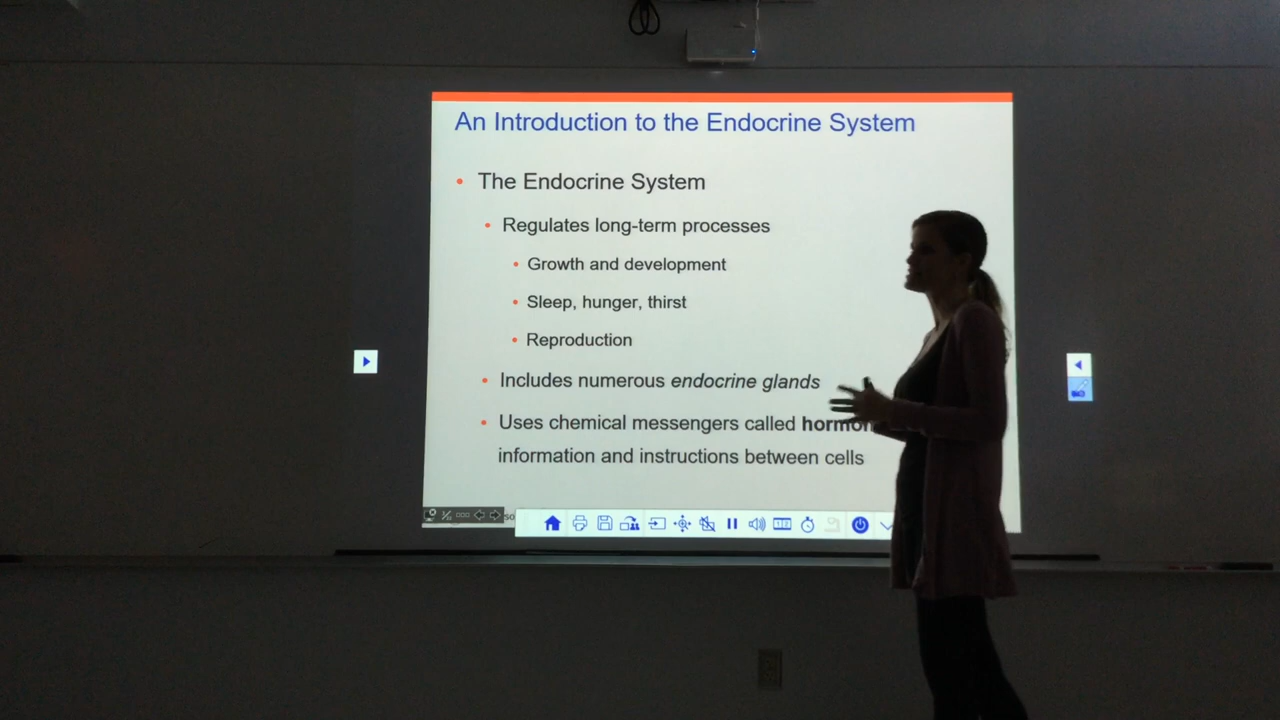 An Introduction to the Endocrine System
• The Endocrine System
• Regulates long-term processes
• Growth and development
• Sleep, hunger, thirst
• Reproduction
• Includes numerous endocrine glands
• Uses chemical messengers called
information and instructions between cells